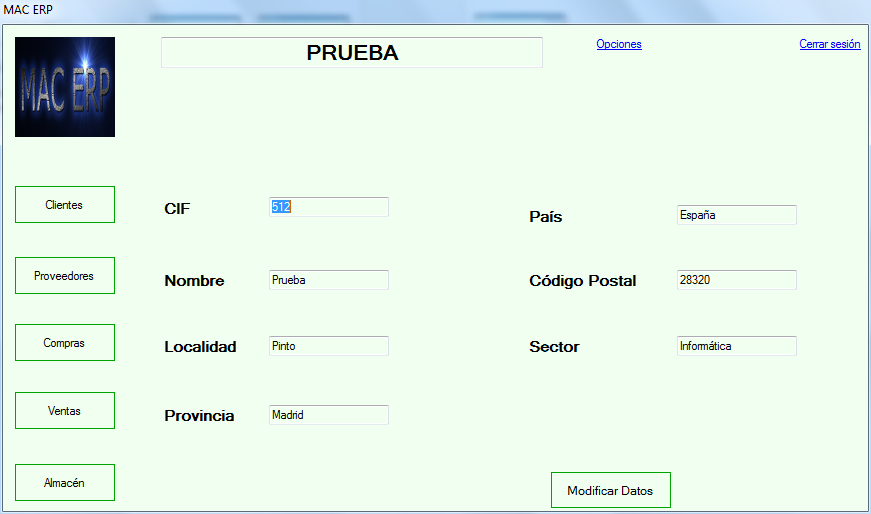 MAC ERP
MAC ERP
PRUEBA
Opciones
Cerrar sesión
Clientes
CIF
512
País
España
Proveedores
Nombre
Prueba
Código Postal
28320
Compras
Localidad
Pinto
Sector
Informática
Ventas
Provincia
Madrid
Almacén
Modificar Datos